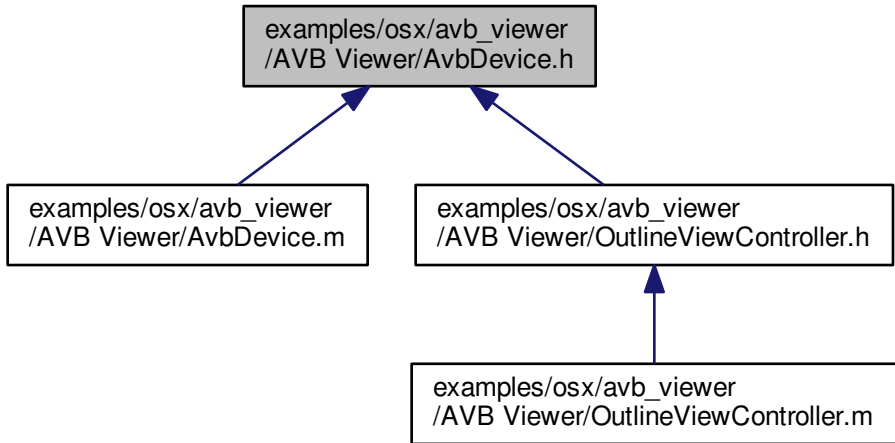 examples/osx/avb_viewer
/AVB Viewer/AvbDevice.h
examples/osx/avb_viewer
/AVB Viewer/AvbDevice.m
examples/osx/avb_viewer
/AVB Viewer/OutlineViewController.h
examples/osx/avb_viewer
/AVB Viewer/OutlineViewController.m